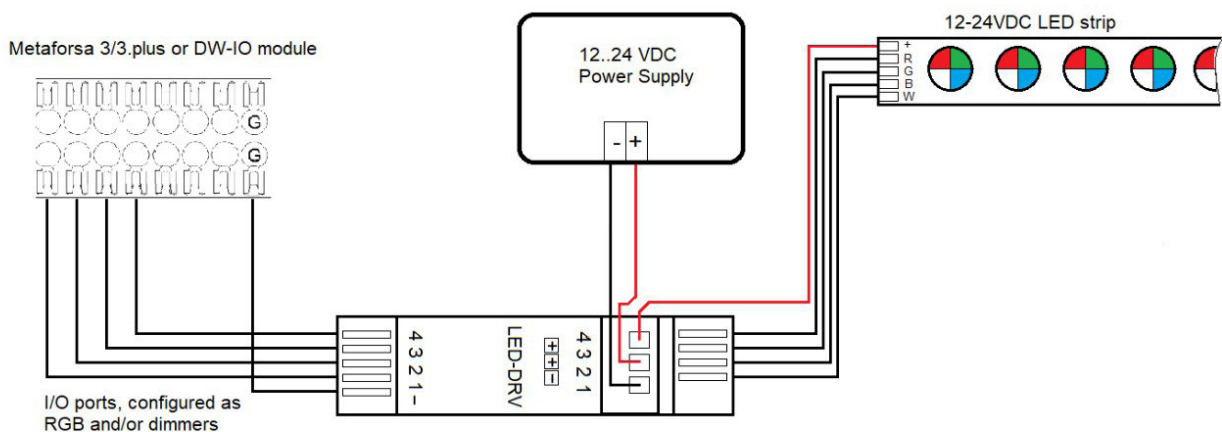 Metaforsa 3/3.plus or DW-IO module
G
G
12..24 VDC
Power Supply
- +
12-24VDC LED strip
+
R
G
B
W
4 3 2 1 -
LED-DRV
+ + -
4 3 2 1
I/O ports, configured as
RGB and/or dimmers